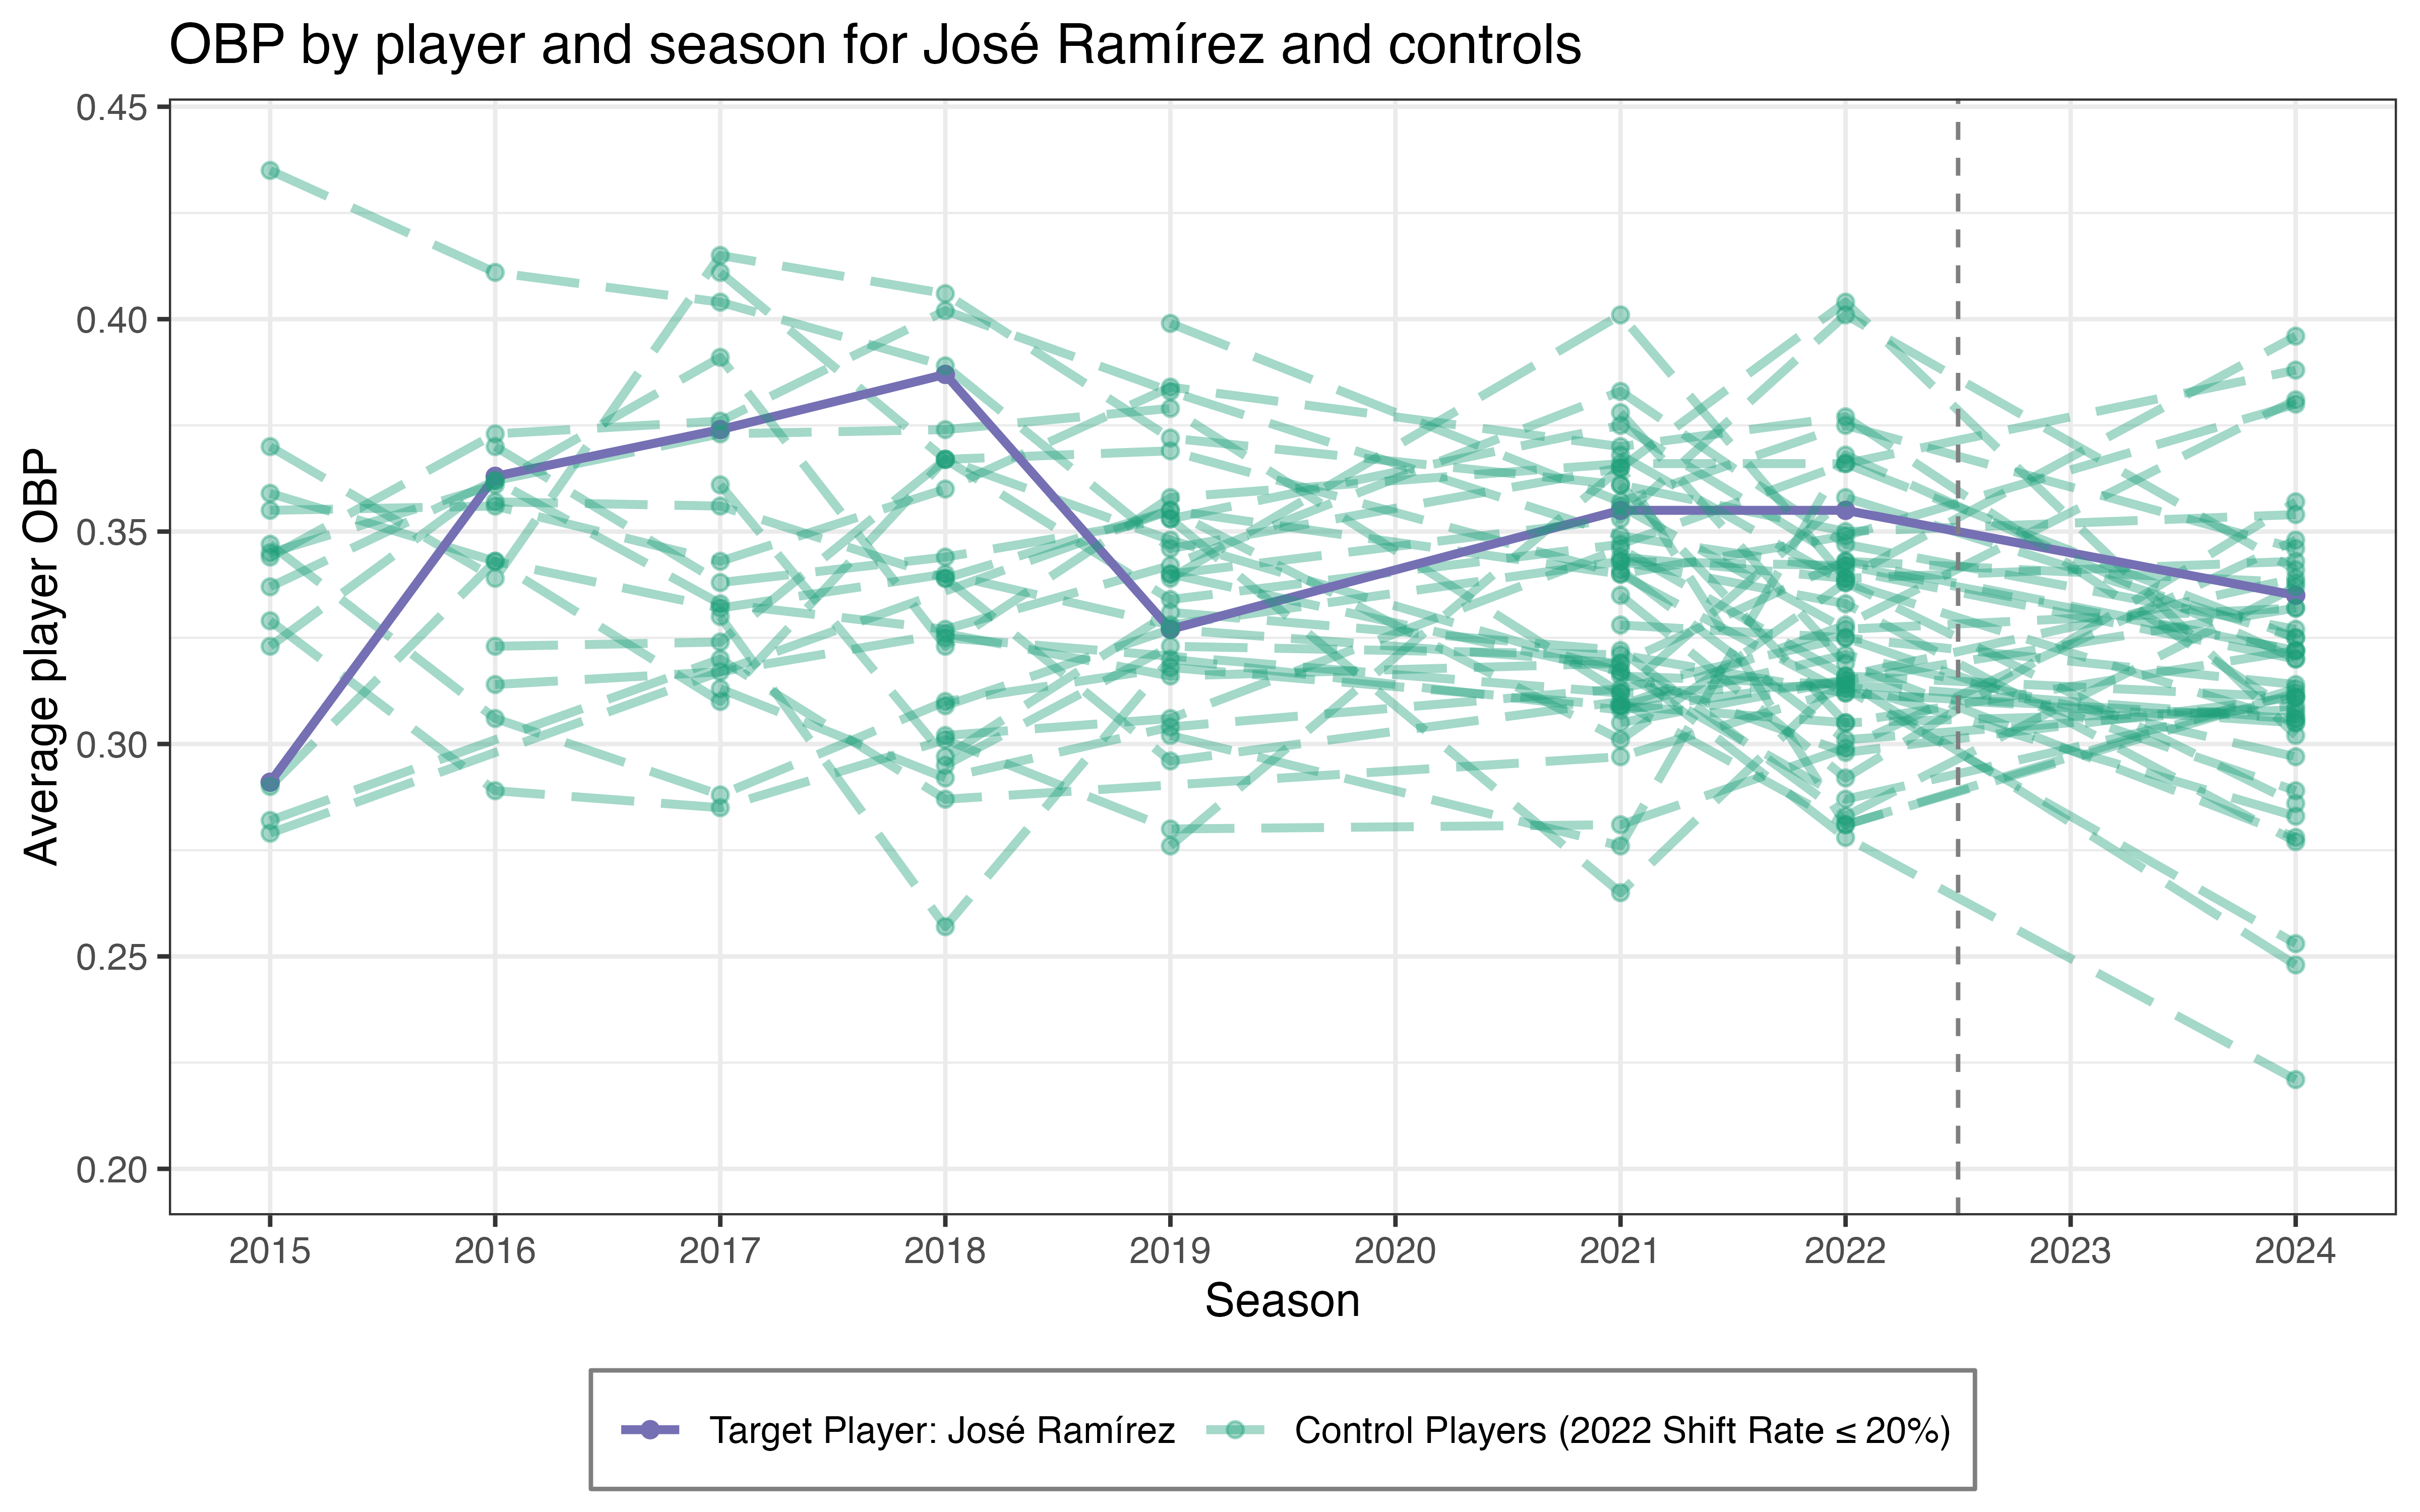 OBP by player and season for José Ramírez and controls
Average player OBP
0.45
0.40
0.35
0.30
0.25
0.20
2015 2016 2017 2018 2019 2020 2021 2022 2023 2024
Season
Target Player: José Ramírez Control Players (2022 Shift Rate ≤ 20%)